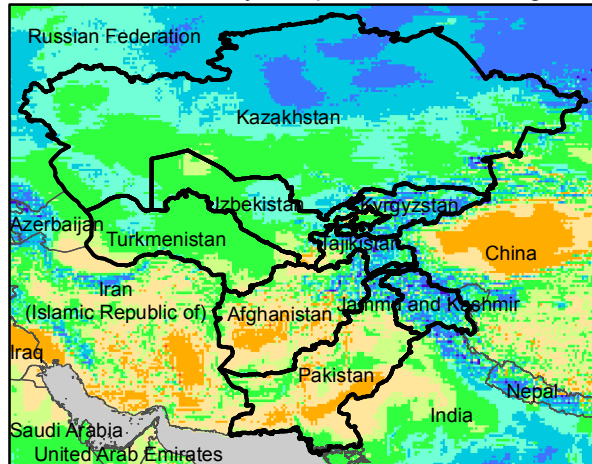 Russian Federation
Kazakhstan
Uzbekistan
Kyrgyzstan
Azerbaijan
Turkmenistan
Tajikistan
China
Iran
(Islamic Republic of)
Afghanistan
Jammu and Kashmir
Iraq
Pakistan
Nepal
India
Saudi Arabia
United Arab Emirates